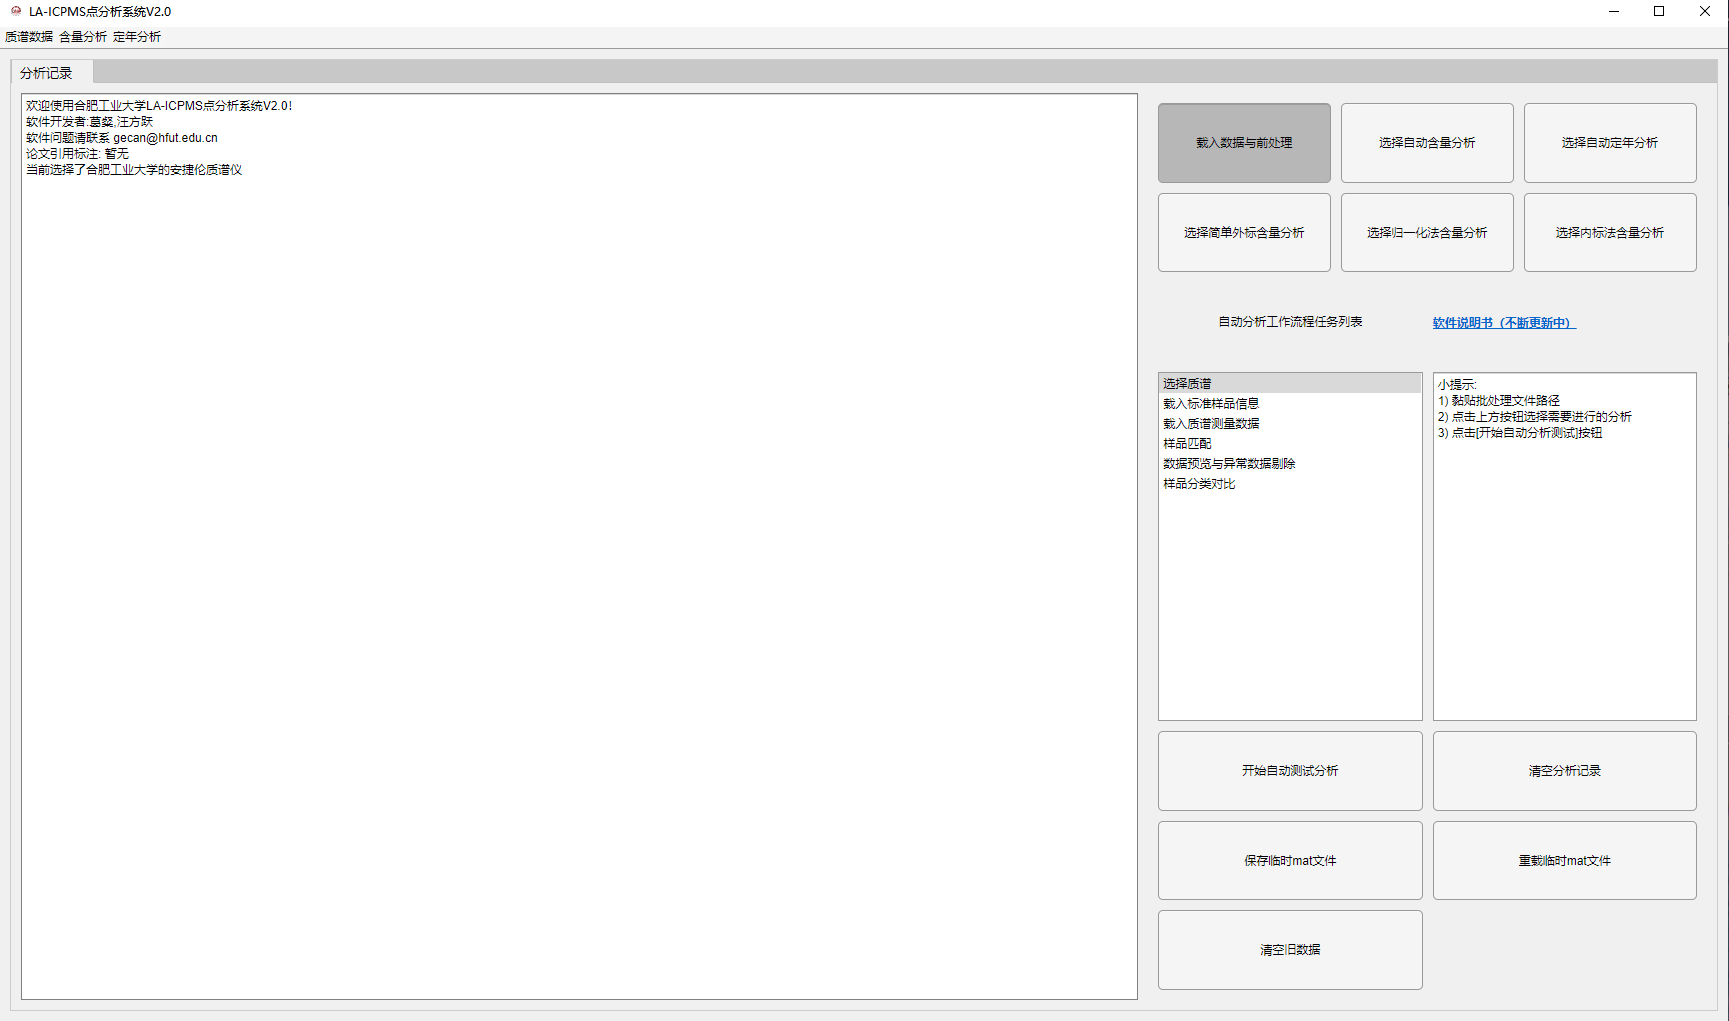 LA-ICPMS点分析系统V2.0
质谱数据 含量分析 定年分析
分析记录
欢迎使用合肥工业大学LA-ICPMS点分析系统V2.0!
软件开发者:葛粲,汪方跃
软件问题请联系 gecan@hfut.edu.cn
论文引用标注: 暂无
当前选择了合肥工业大学的安捷伦质谱仪
载入数据与前处理
选择自动含量分析
选择自动定年分析
选择简单外标含量分析
选择归一化法含量分析
选择内标法含量分析
自动分析工作流程任务列表
软件说明书（不断更新中）
选择质谱
载入标准样品信息
载入质谱测量数据
样品匹配
数据预览与异常数据剔除
样品分类对比
小提示:
1) 黏贴批处理文件路径
2) 点击上方按钮选择需要进行的分析
3) 点击[开始自动分析测试]按钮
开始自动测试分析
清空分析记录
保存临时mat文件
重载临时mat文件
清空旧数据